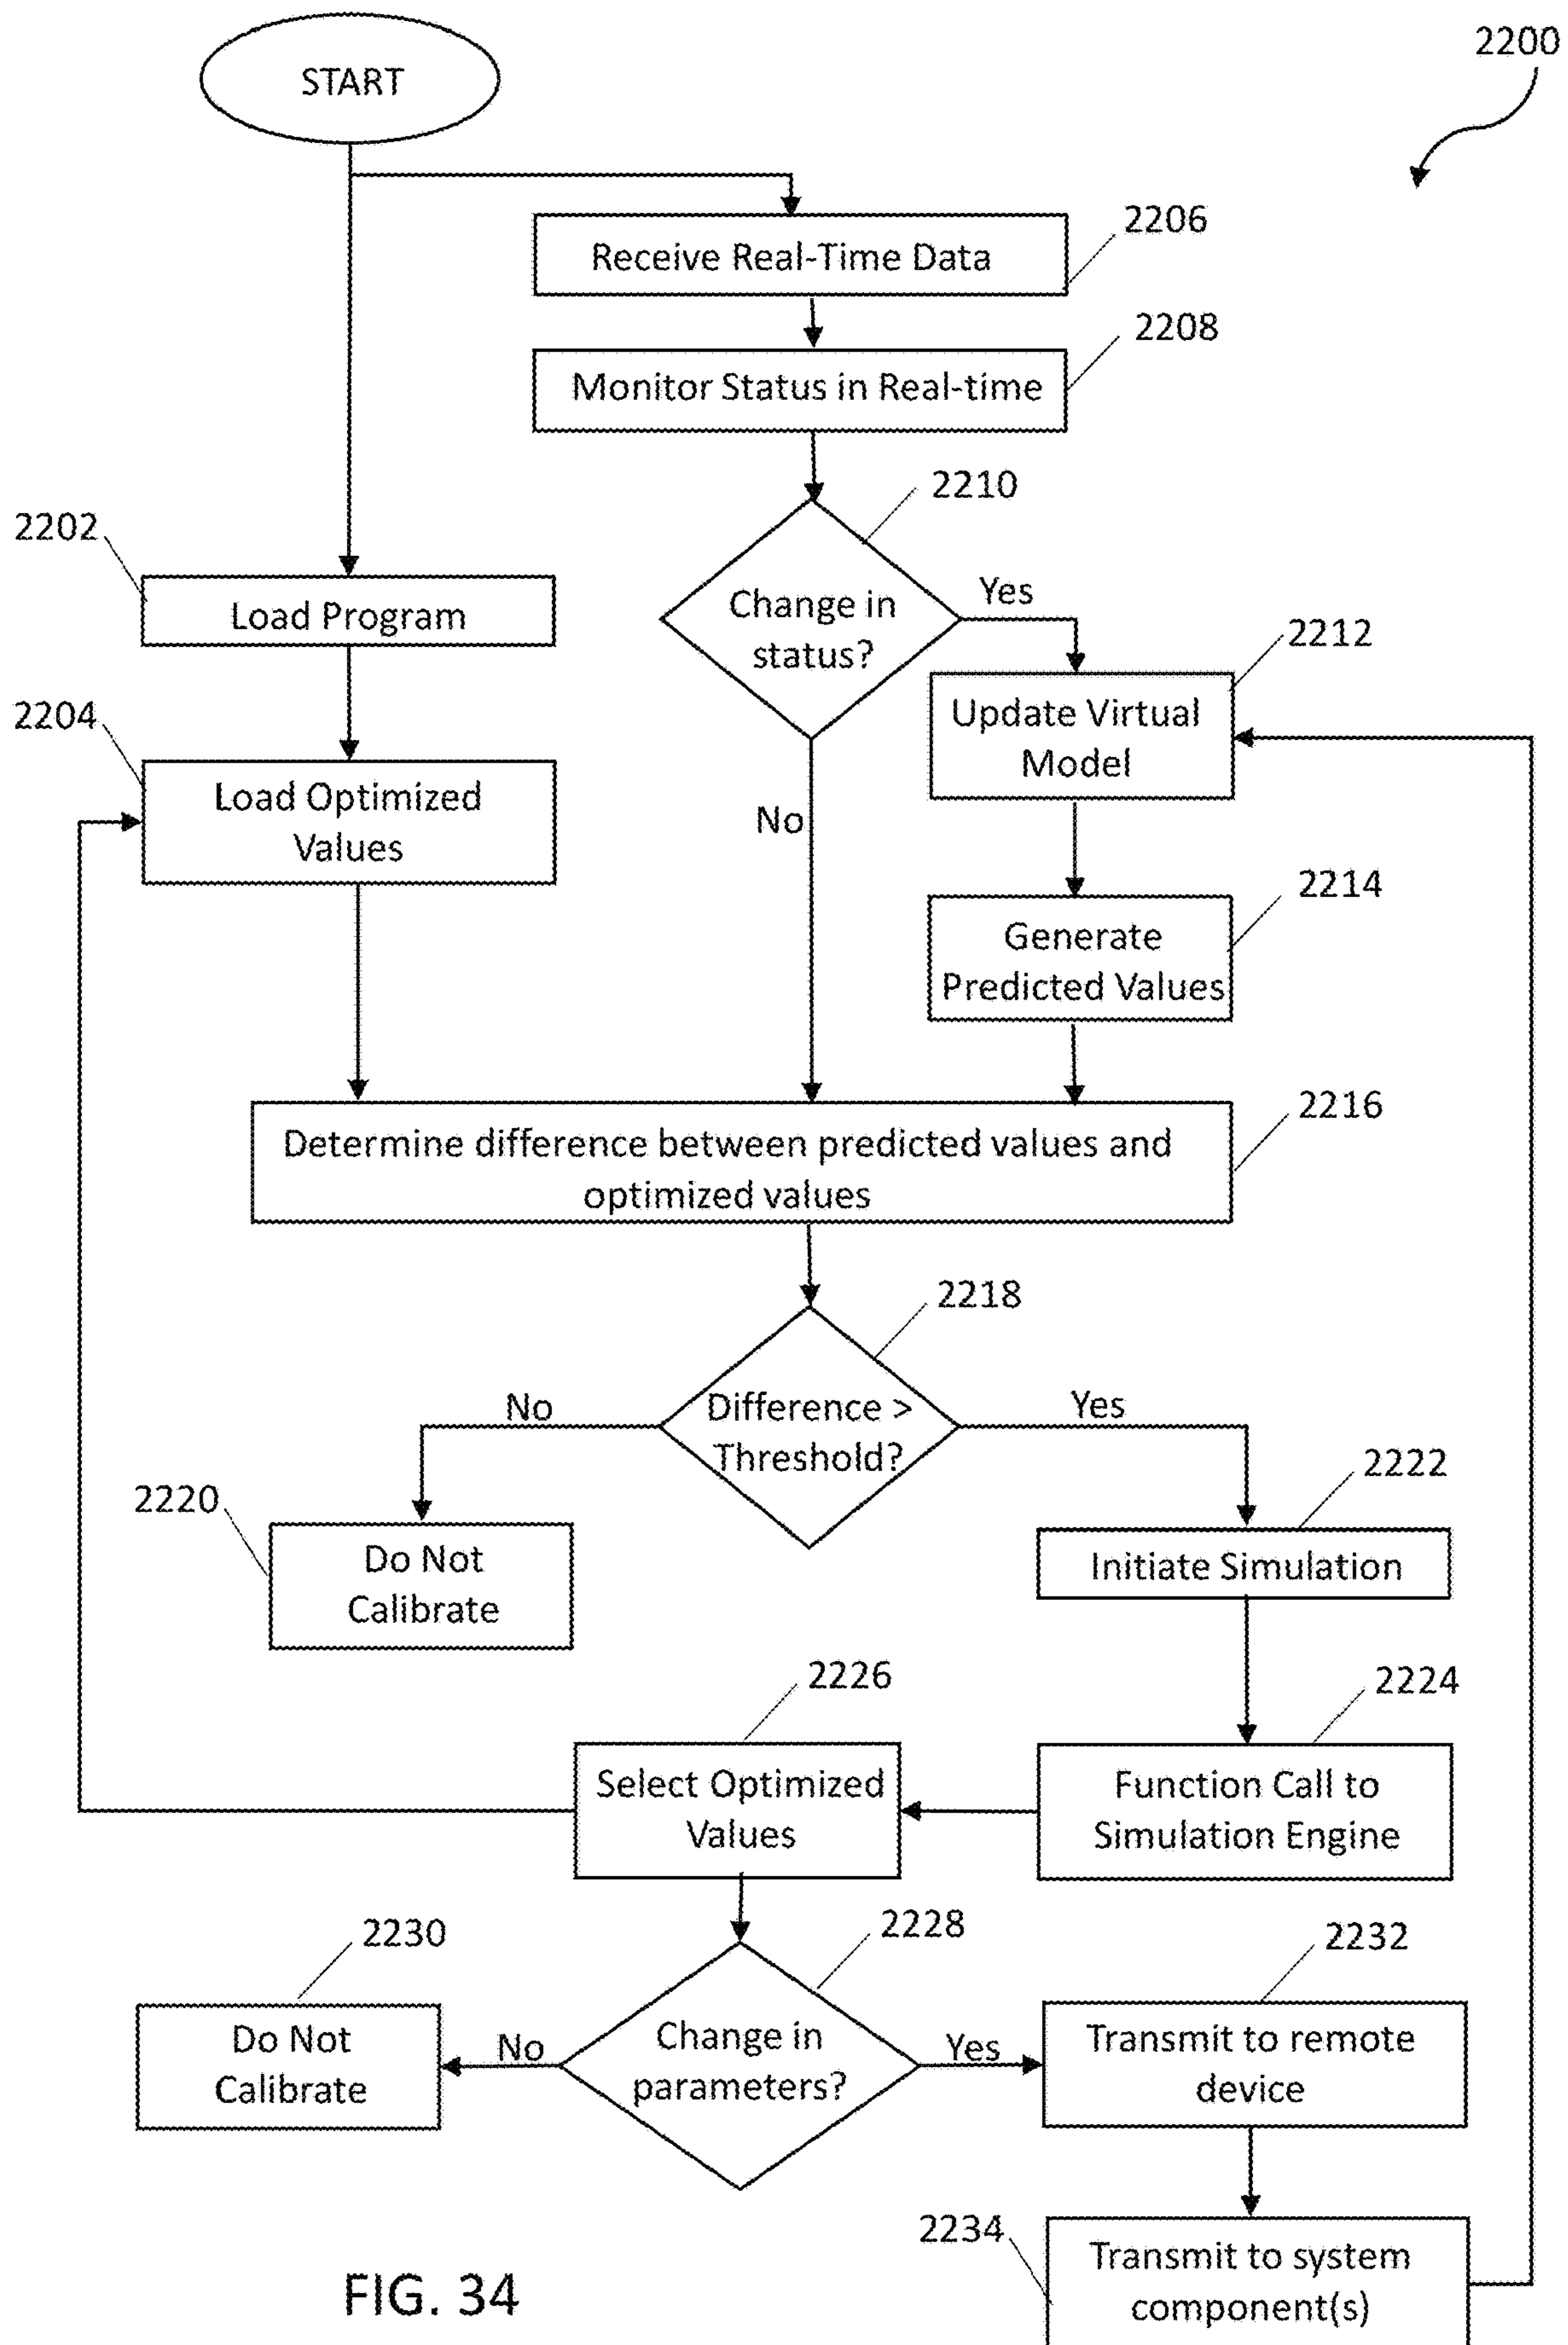 2200
START
2206
Receive Real-Time Data
2208
Monitor Status in Real-time
2210
2202
Change in
status?
Yes
Load Program
2212
2204
Update Virtual
Model
Load Optimized
Values
No
2214
Generate
Predicted Values
2216
Determine difference between predicted values and
optimized values
2218
No
Difference >
Threshold?
Yes
2222
2220
Do Not
Calibrate
Initiate Simulation
2226
2224
Select Optimized
Values
Function Call to
Simulation Engine
2230
2228
2232
Do Not
Calibrate
No
Change in
parameters?
Yes
Transmit to remote
device
2234
Transmit to system
component(s)
FIG. 34